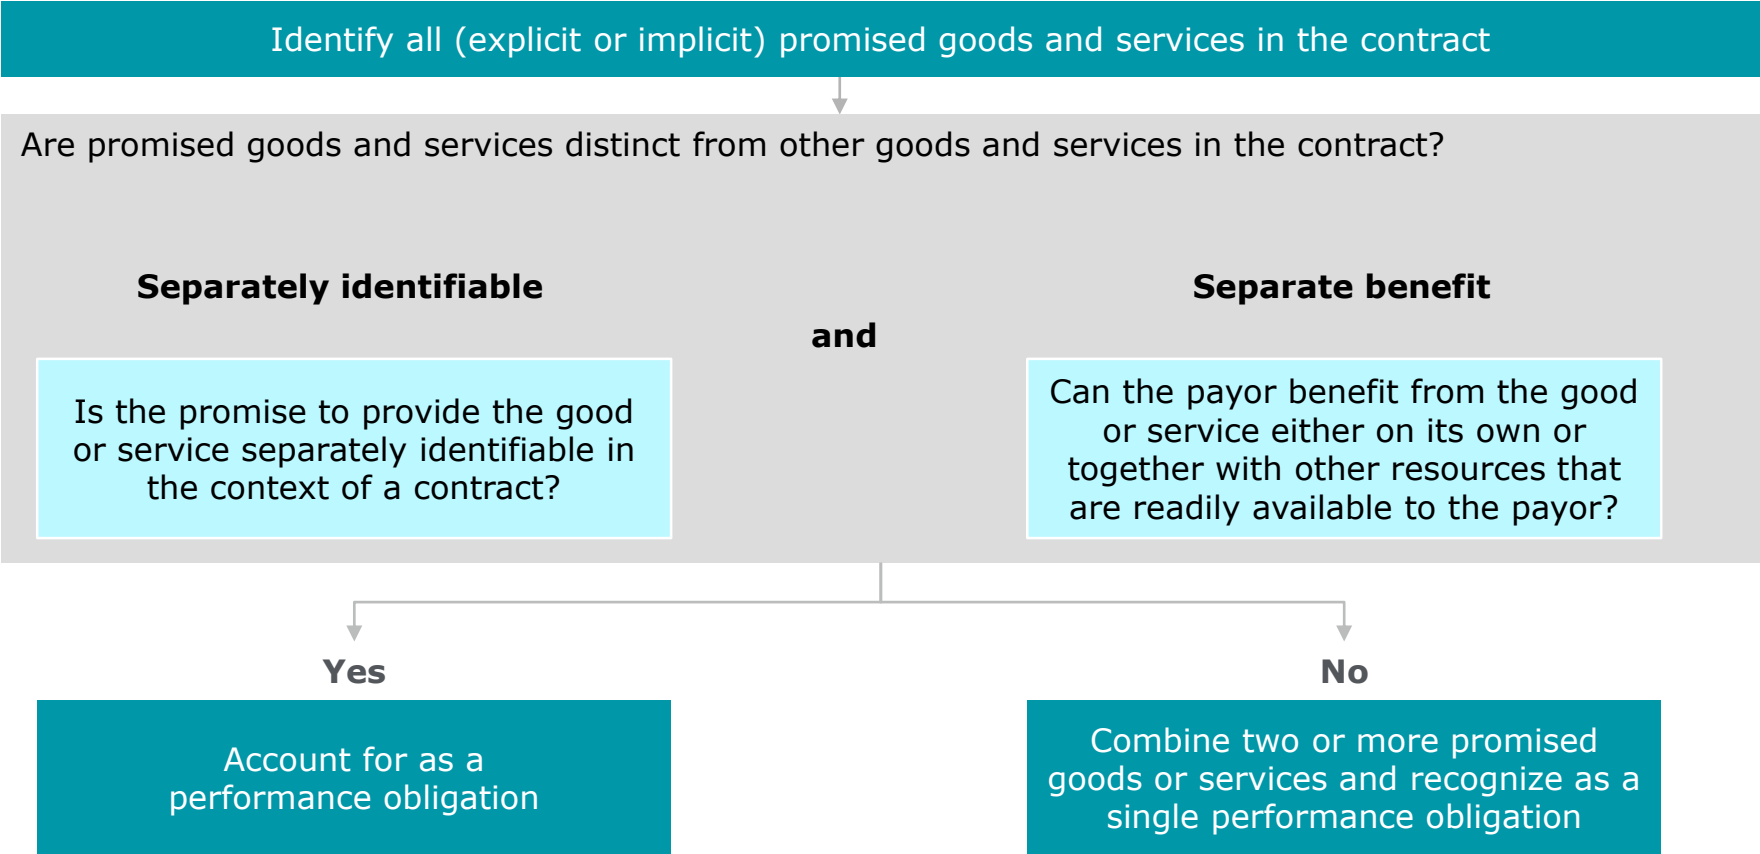 Identify all (explicit or implicit) promised goods and services in the contract
Are promised goods and services distinct from other goods and services in the contract?
Separately identifiable
Separate benefit
and
Is the promise to provide the good
or service separately identifiable in
the context of a contract?
Can the payor benefit from the good
or service either on its own or
together with other resources that
are readily available to the payor?
Yes
No
Account for as a
performance obligation
Combine two or more promised
goods or services and recognize as a
single performance obligation